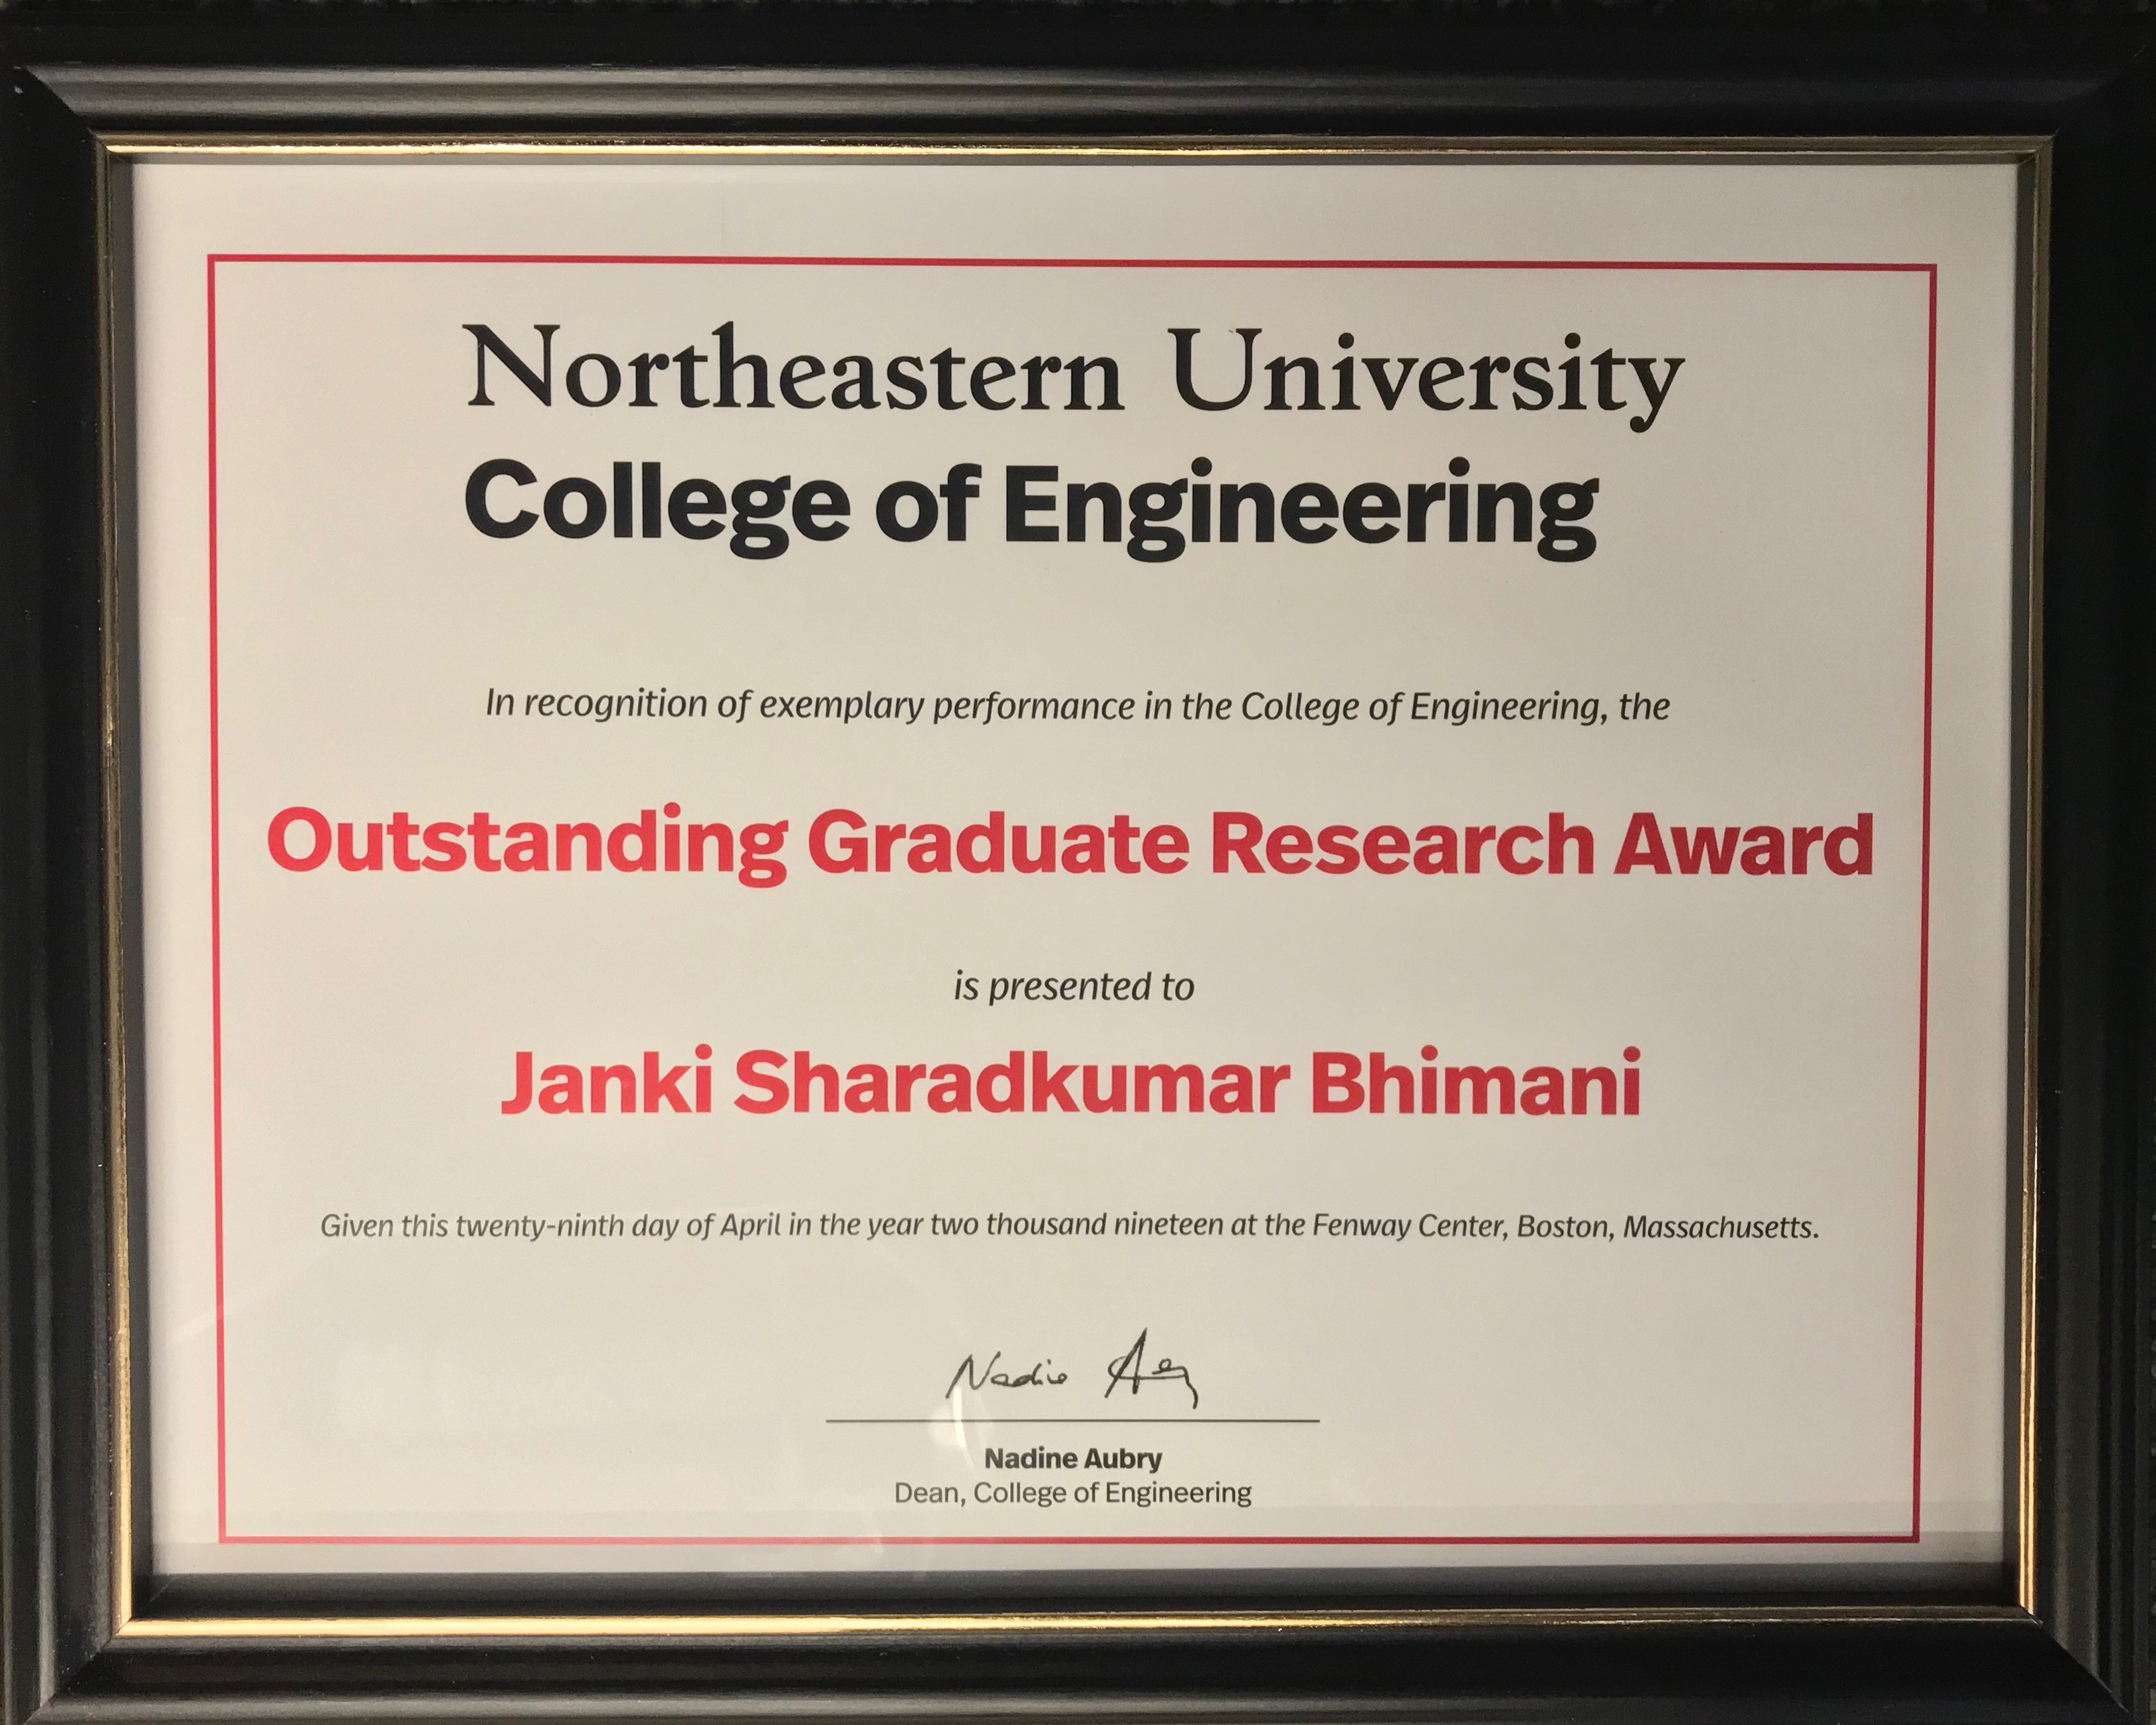 Northeastern University
College of Engineering
In recognition of exemplary performance in the College of Engineering, the
Outstanding Graduate Research Award
is presented to
Janki Sharadkumar Bhimani
Given this twenty-ninth day of April in the year two thousand nineteen at the Fenway Center, Boston, Massachusetts.
Nadine Aubry
Dean, College of Engineering